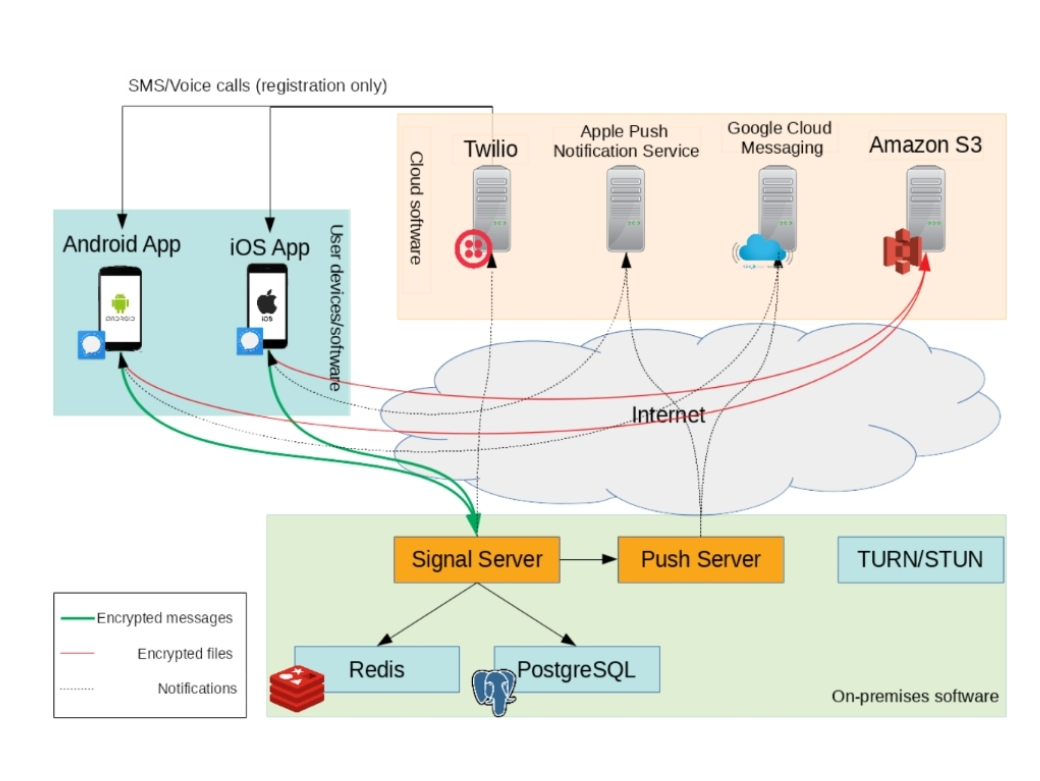 SMS/Voice calls (registration only)
Cloud software
Twilio
Apple Push
Notification Service
Google Cloud
Messaging
Amazon S3
Android App
iOS App
User devices/software
ANDROID
iOS
Internet
Signal Server
Push Server
TURN/STUN
Redis
PostgreSQL
On-premises software
Encrypted messages
Encrypted files
Notifications